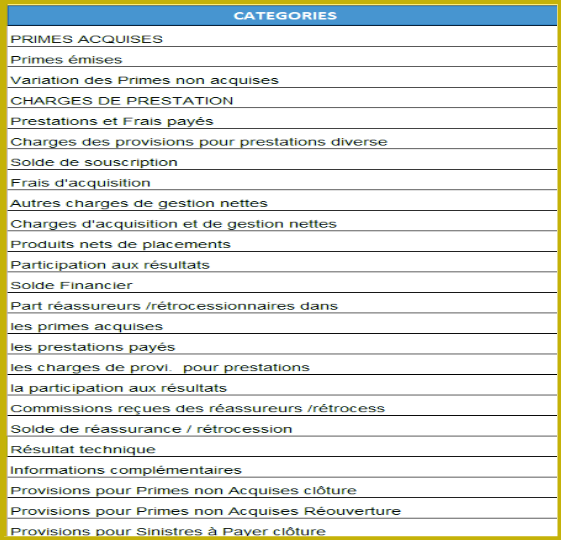 CATEGORIES
PRIMES ACQUISES
Primes émises
Variation des Primes non acquises
CHARGES DE PRESTATION
Prestations et Frais payés
Charges des provisions pour prestations diverse
Solde de souscription
Frais d'acquisition
Autres charges de gestion nettes
Charges d'acquisition et de gestion nettes
Produits nets de placements
Participation aux résultats
Solde Financier
Part réassureurs /rétrocessionnaires dans
les primes acquises
les prestations payés
les charges de provi.  pour prestations
la participation aux résultats
Commissions reçues des réassureurs /rétrocess
Solde de réassurance / rétrocession
Résultat technique
Informations complémentaires
Provisions pour Primes non Acquises clôture
Provisions pour Primes non Acquises Réouverture
Provisions pour Sinistres à Payer clôture